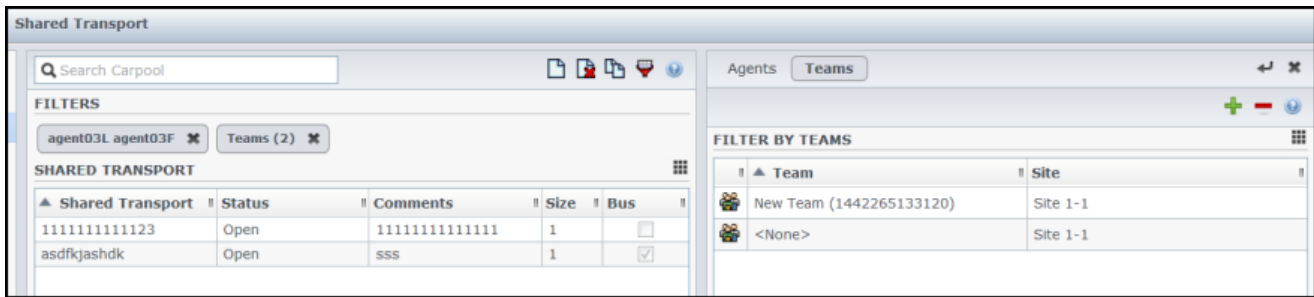 Shared Transport
Search Carpool
FILTERS
agent03L agent03F Teams (2)
SHARED TRANSPORT
Shared Transport Status Comments Size Bus
1111111111123 Open 11111111111111 1
asdfkjashdk Open sss 1
Agents Teams
FILTER BY TEAMS
Team Site
New Team (1442265133120) Site 1-1
<None> Site 1-1